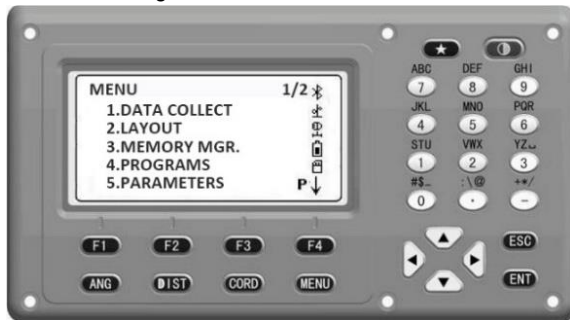 MENU 1/2
1.DATA COLLECT
2.LAYOUT
3.MEMORY MGR.
4.PROGRAMS
5.PARAMETERS P↓
F1 F2 F3 F4
ANG DIST CORD MENU
ABC DEF GHI
7 8 9
JKL MNO PQR
4 5 6
STU VWX YZ␣
1 2 3
#$_ :\@ +*/
0 . -
ESC
ENT